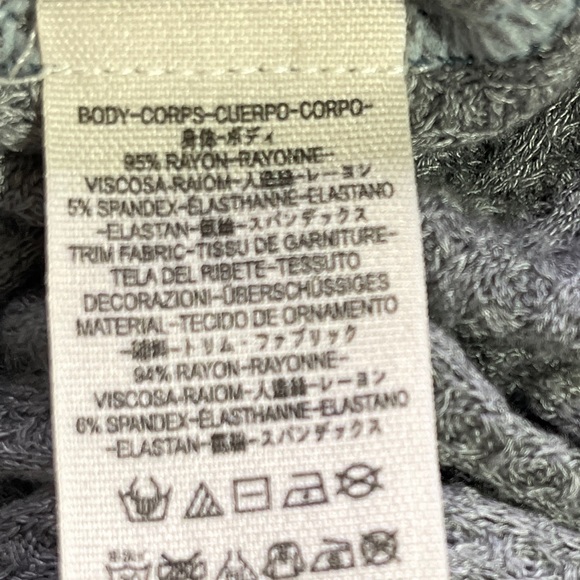 BODY-CORPS-CUERPO-CORPO-
身体-ボディ
95% RAYON-RAYONNE-
VISCOSA-RAIOM-人造絲-レーヨン
5% SPANDEX-ÉLASTHANNE-ELASTANO
-ELASTAN-氨綸-スパンデックス
TRIM FABRIC-TISSU DE GARNITURE-
TELA DEL RIBETE-TESSUTO
DECORAZIONI-ÜBERSCHÜSSIGES
MATERIAL-TECIDO DE ORNAMENTO
-輔料-トリム・ファブリック
94% RAYON-RAYONNE-
VISCOSA-RAIOM-人造絲-レーヨン
6% SPANDEX-ÉLASTHANNE-ELASTANO
-ELASTAN-氨綸-スパンデックス